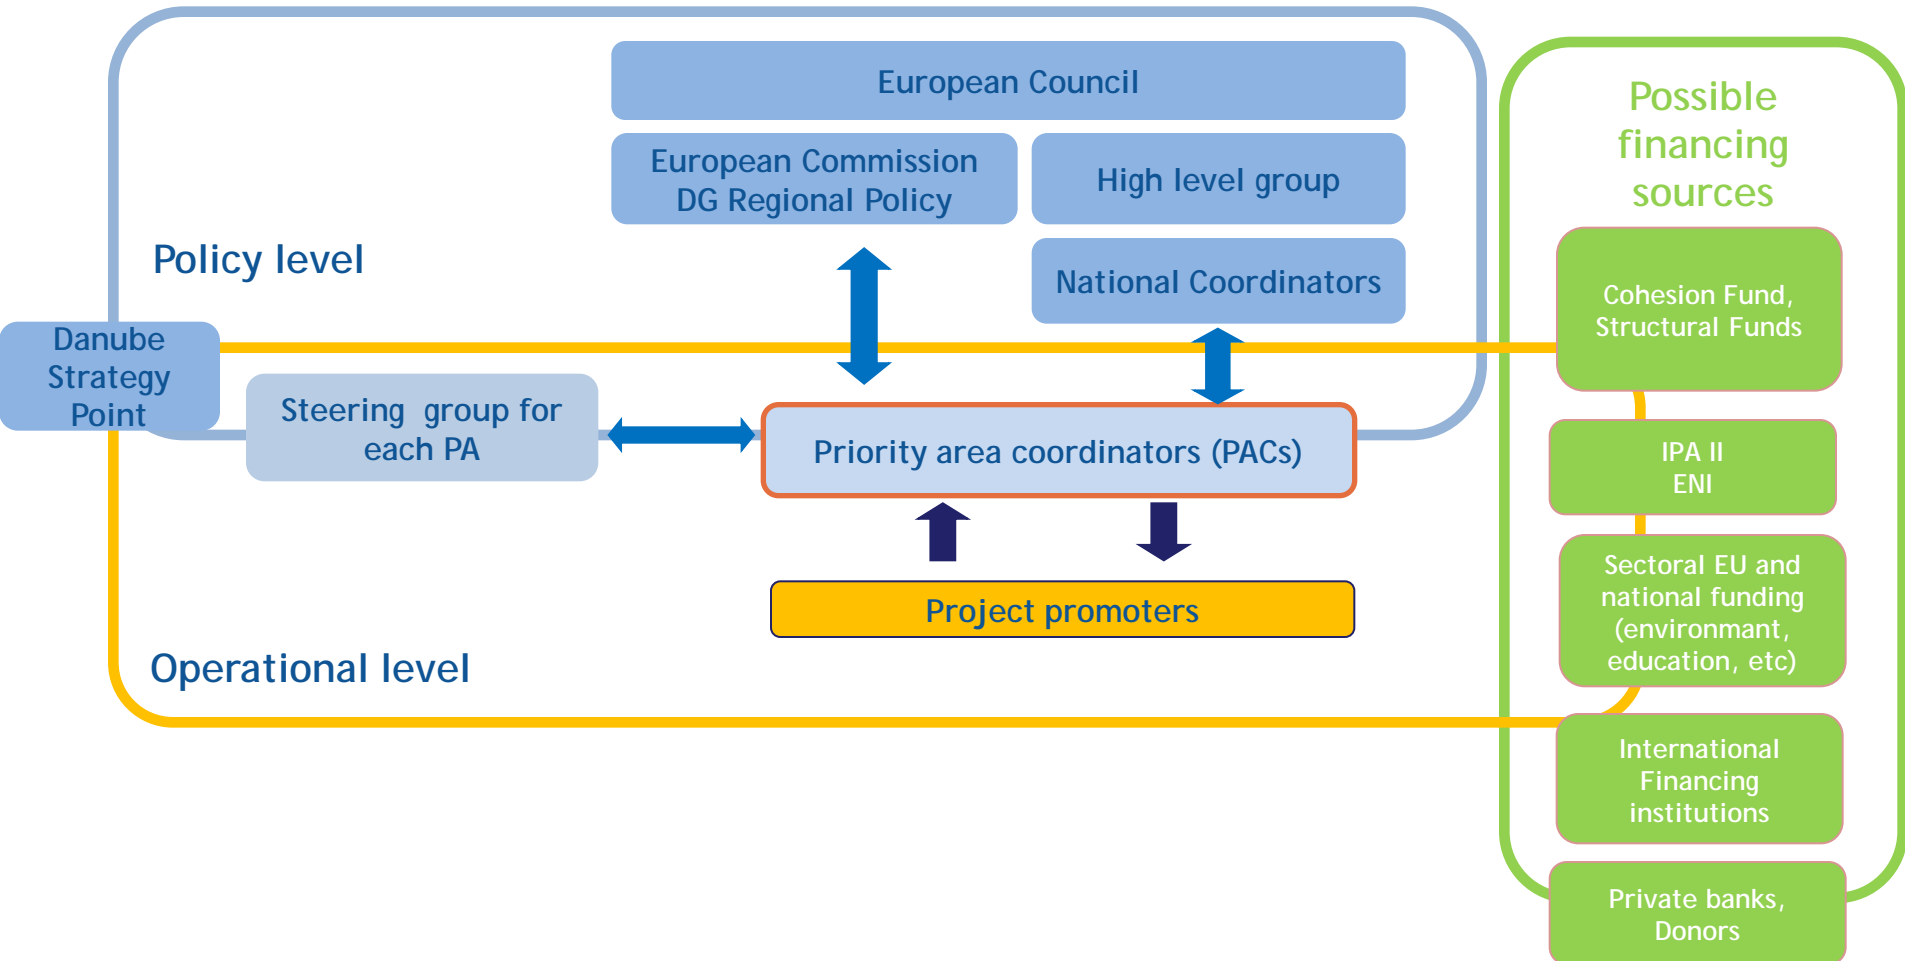 European Council
European Commission
DG Regional Policy
High level group
National Coordinators
Policy level
Danube
Strategy
Point
Steering group for
each PA
Priority area coordinators (PACs)
Project promoters
Operational level
Possible
financing
sources
Cohesion Fund,
Structural Funds
IPA II
ENI
Sectoral EU and
national funding
(environmant,
education, etc)
International
Financing
institutions
Private banks,
Donors